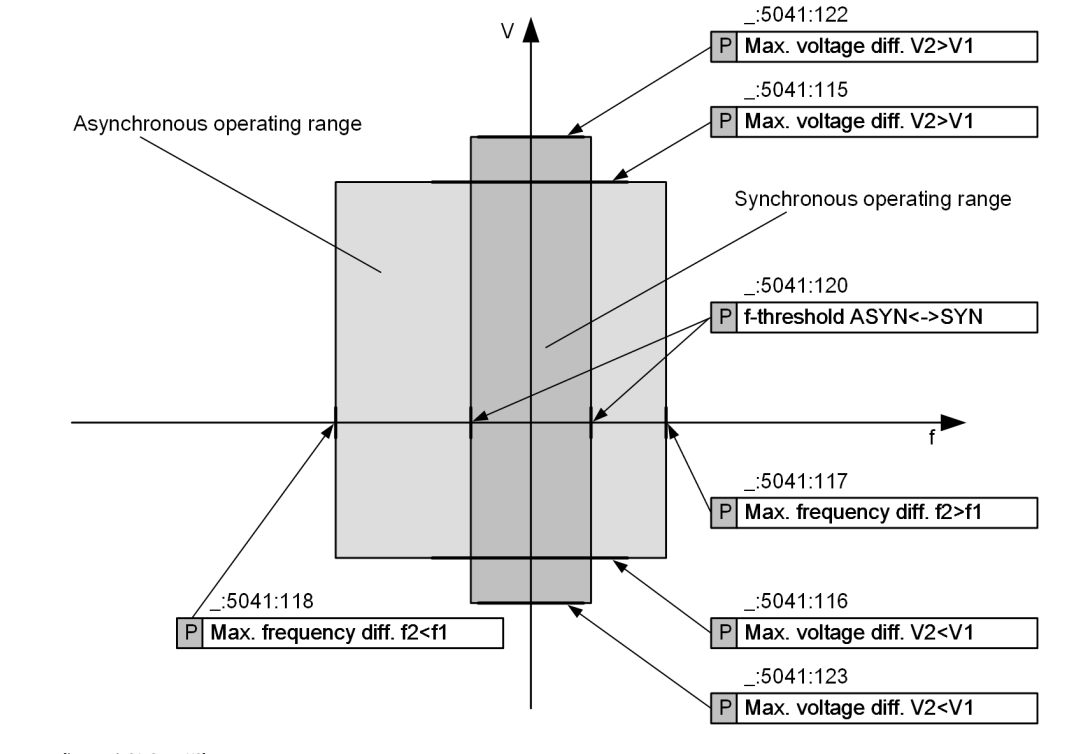 V
_:5041:122
P Max. voltage diff. V2>V1
_:5041:115
P Max. voltage diff. V2>V1
Asynchronous operating range
Synchronous operating range
_:5041:120
P f-threshold ASYN<->SYN
f
_:5041:117
P Max. frequency diff. f2>f1
_:5041:118
P Max. frequency diff. f2<f1
_:5041:116
P Max. voltage diff. V2<V1
_:5041:123
P Max. voltage diff. V2<V1